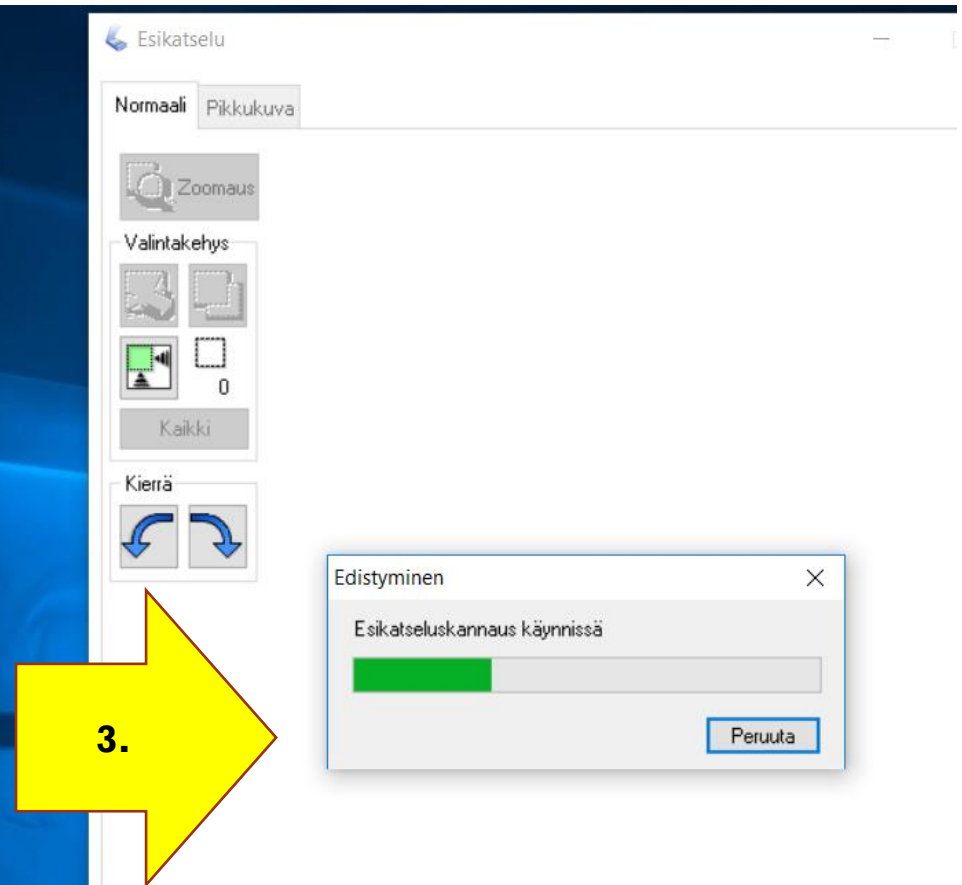 Esikatselu
Normaali
Pikkukuva
Zoomaus
Valintakehys
0
Kaikki
Kierrä
Edistyminen
Esikatseluskannaus käynnissä
Peruuta
3.